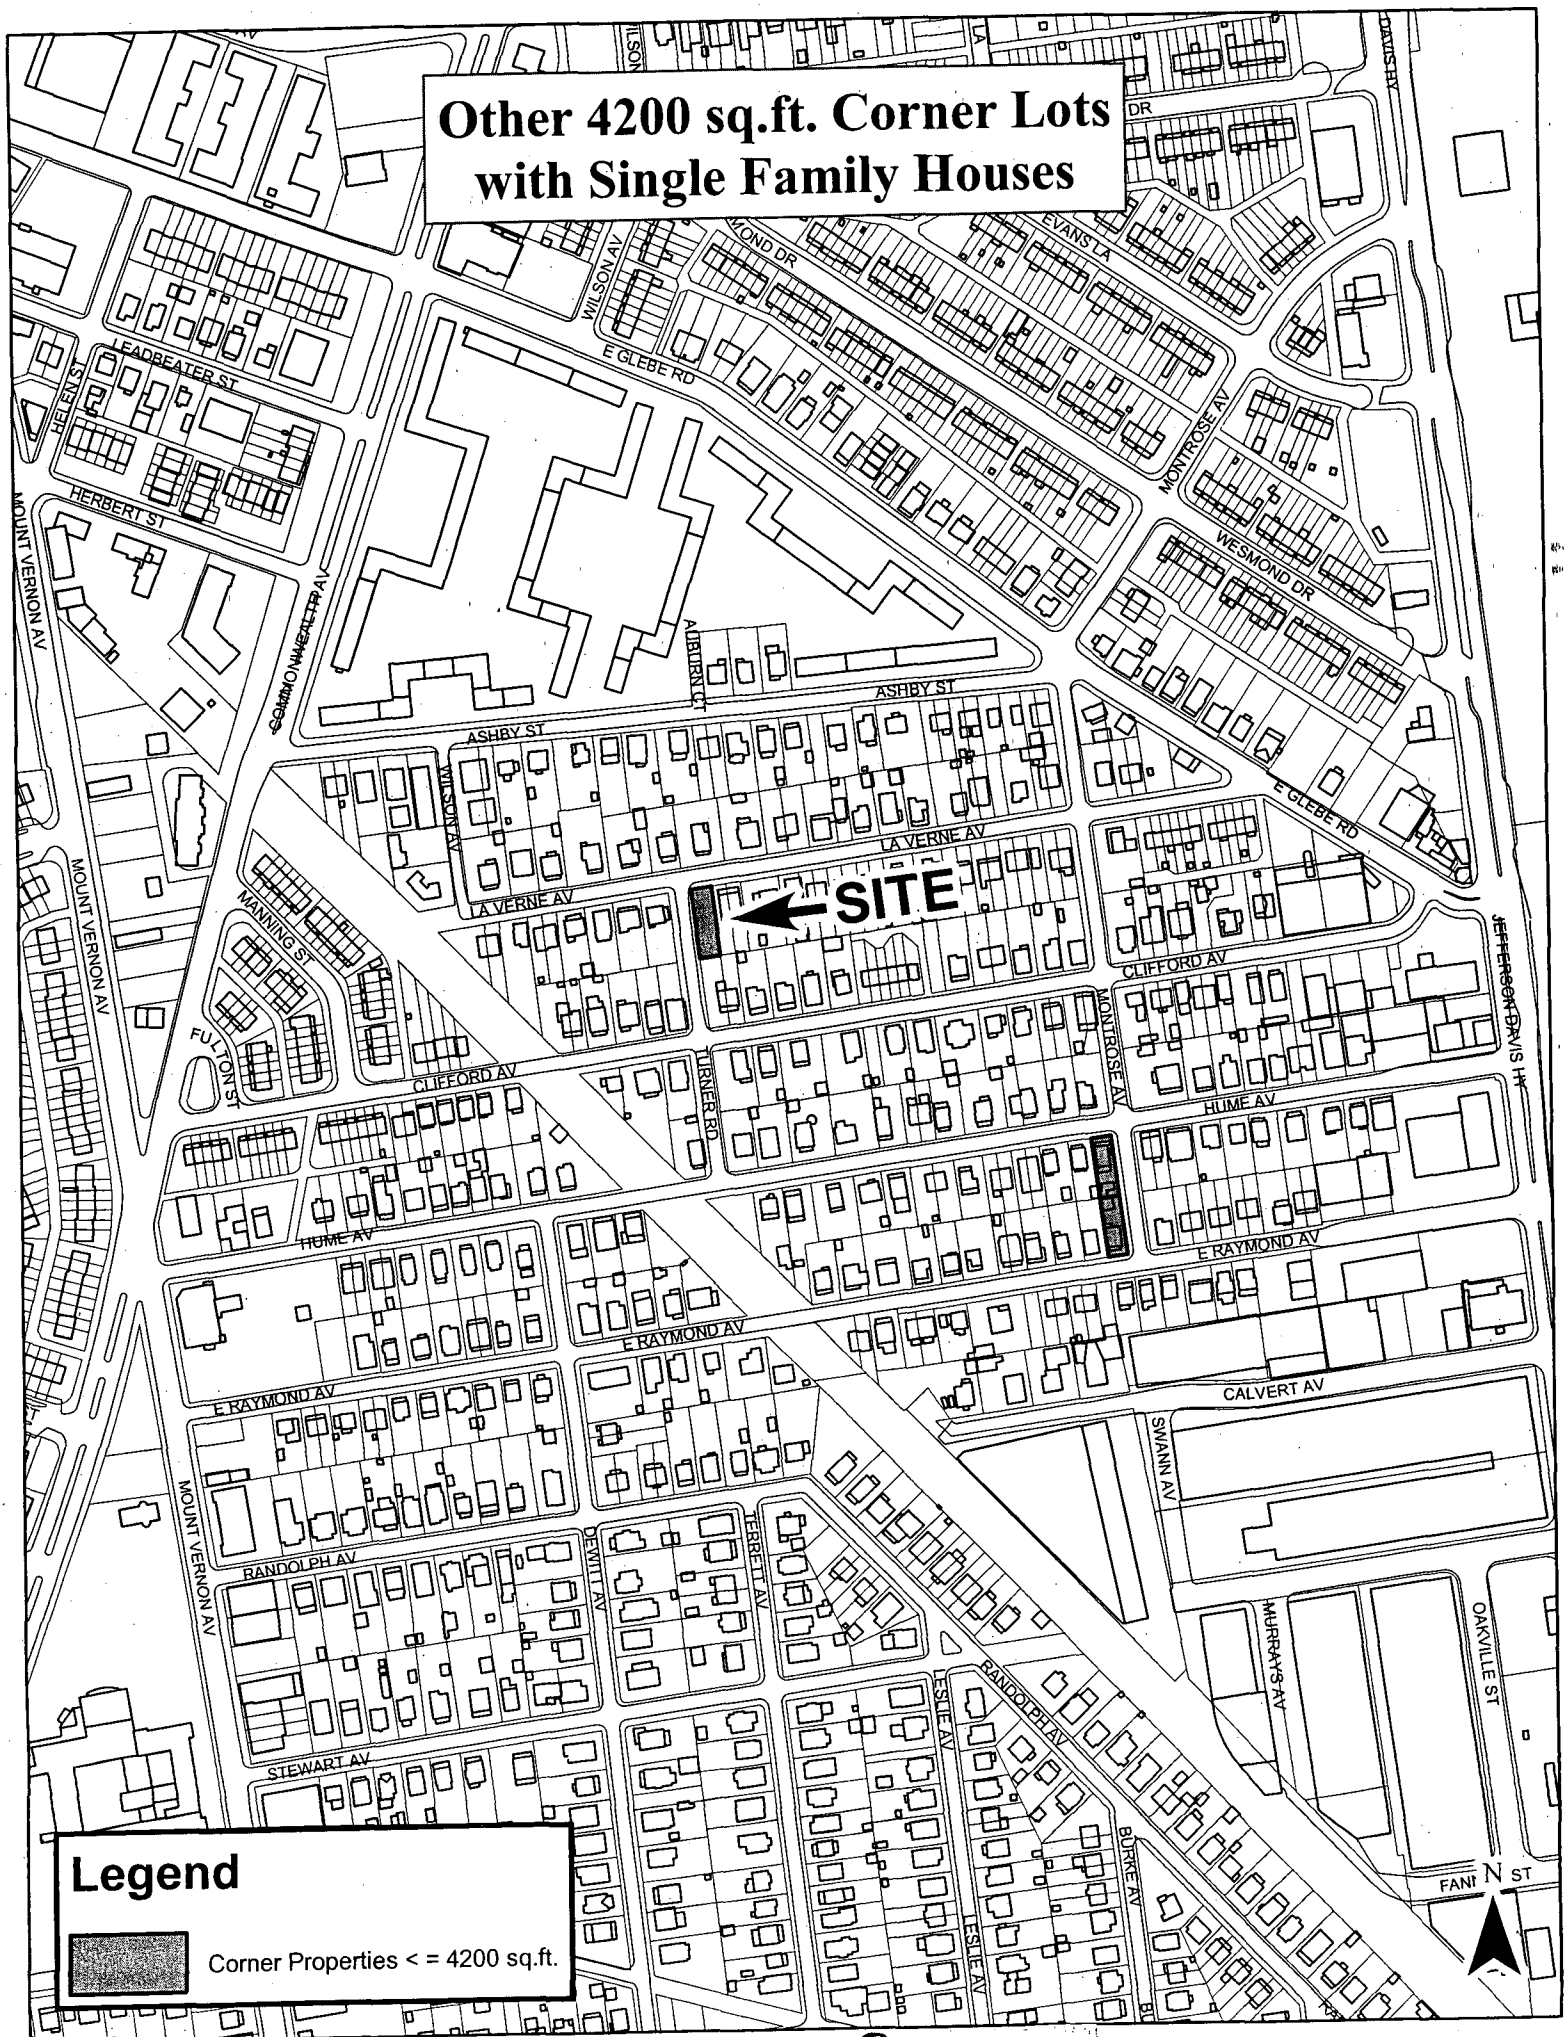 Other 4200 sq.ft. Corner Lots
with Single Family Houses
DAVIS HY
LA
DR
WILSON AV
EVANS LA
E GLEBE RD
LEADBEATER ST
HELEN ST
HERBERT ST
MOUNT VERNON AV
COMMONWEALTH AV
MONTROSE AV
WESMOND DR
AUBURN CT
ASHBY ST
ASHBY ST
WILSON AV
E GLEBE RD
LA VERNE AV
LA VERNE AV
SITE
MOUNT VERNON AV
MANNING ST
FULTON ST
CLIFFORD AV
CLIFFORD AV
JEFFERSON DAVIS HY
MONTROSE AV
TURNER RD
HUME AV
HUME AV
E RAYMOND AV
E RAYMOND AV
E RAYMOND AV
CALVERT AV
SWANN AV
MOUNT VERNON AV
RANDOLPH AV
DEWITT AV
TERRETT AV
MURRAYS AV
OAKVILLE ST
RANDOLPH AV
LESLIE AV
STEWART AV
BURKE AV
LESLIE AV
N
ST
Legend
Corner Properties < = 4200 sq.ft.